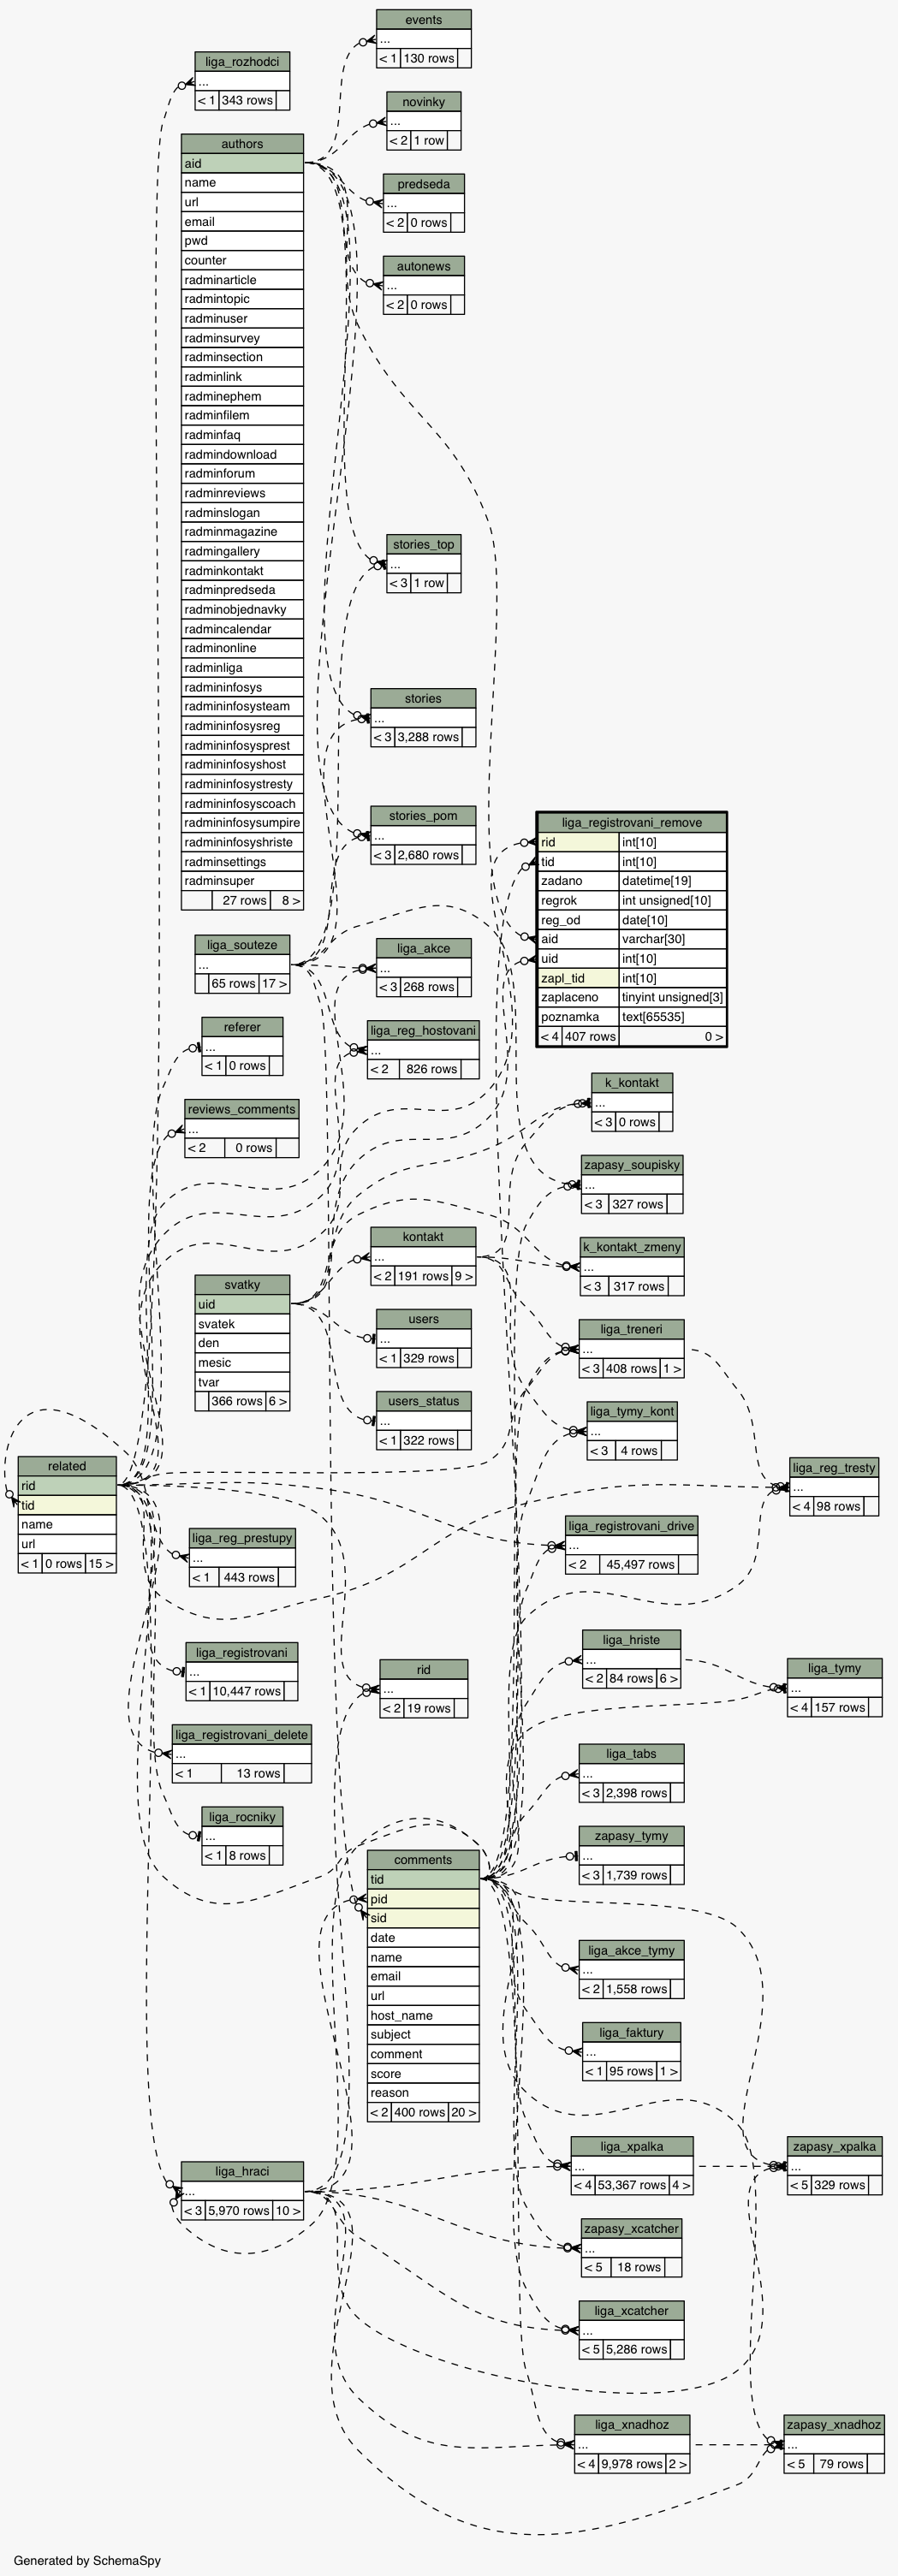 events
...
< 1 130 rows
liga_rozhodci
...
< 1 343 rows
novinky
...
< 2 1 row
authors
aid
name
url
email
pwd
counter
radminarticle
radmintopic
radminuser
radminsurvey
radminsection
radminlink
radminephem
radminfilem
radminfaq
radmindownload
radminforum
radminreviews
radminslogan
radminmagazine
radmingallery
radminkontakt
radminpredseda
radminobjednavky
radmincalendar
radminonline
radminliga
radmininfosys
radmininfosysteam
radmininfosysreg
radmininfosysprest
radmininfosyshost
radmininfosystresty
radmininfosyscoach
radmininfosysumpire
radmininfosyshriste
radminsettings
radminsuper
27 rows 8 >
predseda
...
< 2 0 rows
autonews
...
< 2 0 rows
stories_top
...
< 3 1 row
stories
...
< 3 3,288 rows
stories_pom
...
< 3 2,680 rows
liga_registrovani_remove
rid int[10]
tid int[10]
zadano datetime[19]
regrok int unsigned[10]
reg_od date[10]
aid varchar[30]
uid int[10]
zapl_tid int[10]
zaplaceno tinyint unsigned[3]
poznamka text[65535]
< 4 407 rows 0 >
liga_souteze
...
65 rows 17 >
liga_akce
...
< 3 268 rows
referer
...
< 1 0 rows
liga_reg_hostovani
...
< 2 826 rows
k_kontakt
...
< 3 0 rows
reviews_comments
...
< 2 0 rows
zapasy_soupisky
...
< 3 327 rows
kontakt
...
< 2 191 rows 9 >
k_kontakt_zmeny
...
< 3 317 rows
svatky
uid
svatek
den
mesic
tvar
366 rows 6 >
users
...
< 1 329 rows
liga_treneri
...
< 3 408 rows 1 >
users_status
...
< 1 322 rows
liga_tymy_kont
...
< 3 4 rows
related
rid
tid
name
url
< 1 0 rows 15 >
liga_reg_tresty
...
< 4 98 rows
liga_reg_prestupy
...
< 1 443 rows
liga_registrovani_drive
...
< 2 45,497 rows
liga_registrovani
...
< 1 10,447 rows
rid
...
< 2 19 rows
liga_hriste
...
< 2 84 rows 6 >
liga_tymy
...
< 4 157 rows
liga_registrovani_delete
...
< 1 13 rows
liga_tabs
...
< 3 2,398 rows
liga_rocniky
...
< 1 8 rows
zapasy_tymy
...
< 3 1,739 rows
comments
tid
pid
sid
date
name
email
url
host_name
subject
comment
score
reason
< 2 400 rows 20 >
liga_akce_tymy
...
< 2 1,558 rows
liga_faktury
...
< 1 95 rows 1 >
liga_hraci
...
< 3 5,970 rows 10 >
liga_xpalka
...
< 4 53,367 rows 4 >
zapasy_xpalka
...
< 5 329 rows
zapasy_xcatcher
...
< 5 18 rows
liga_xcatcher
...
< 5 5,286 rows
liga_xnadhoz
...
< 4 9,978 rows 2 >
zapasy_xnadhoz
...
< 5 79 rows
Generated by SchemaSpy